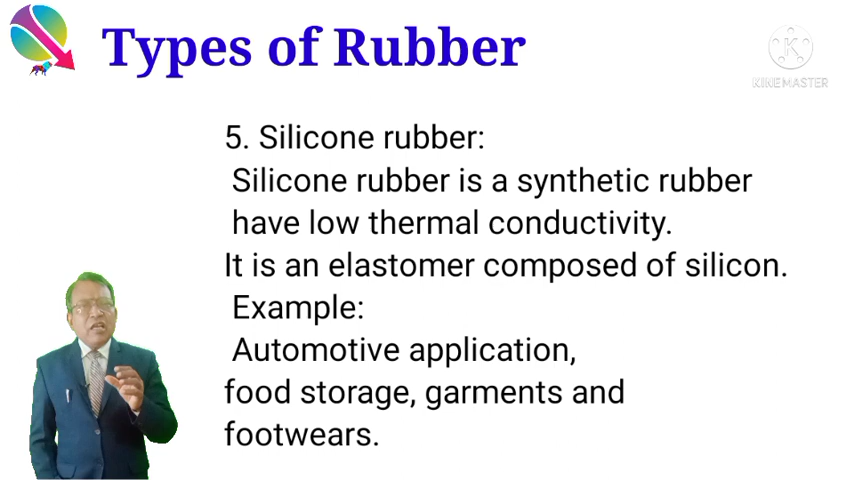 Types of Rubber
K
KINEMASTER
5. Silicone rubber:
Silicone rubber is a synthetic rubber
have low thermal conductivity.
It is an elastomer composed of silicon.
Example:
Automotive application,
food storage, garments and
footwears.